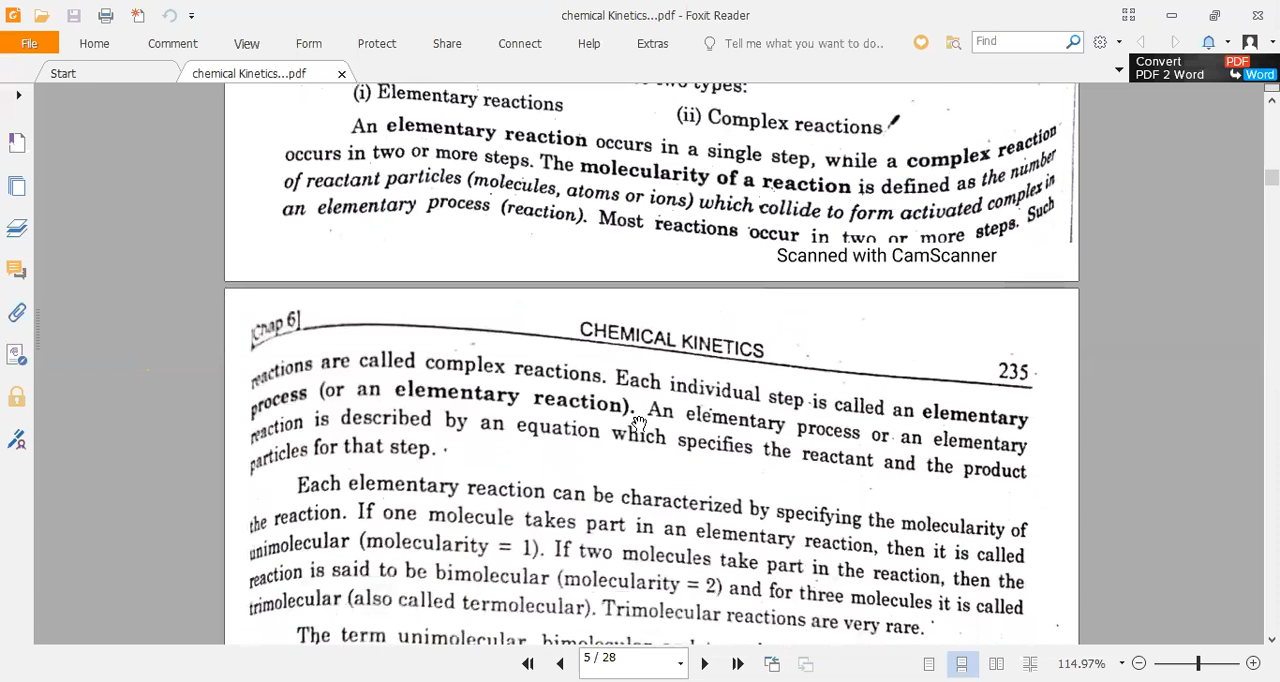 chemical Kinetics...pdf - Foxit Reader
File Home Comment View Form Protect Share Connect Help Extras Tell me what you want to do.. Find
Start chemical Kinetics...pdf
Convert PDF
PDF 2 Word Word
two types:
(i) Elementary reactions (ii) Complex reactions
An elementary reaction occurs in a single step, while a complex reaction
occurs in two or more steps. The molecularity of a reaction is defined as the number
of reactant particles (molecules, atoms or ions) which collide to form activated complex in
an elementary process (reaction). Most reactions occur in two or more steps. Such
Scanned with CamScanner
[Chap 6] CHEMICAL KINETICS 235
reactions are called complex reactions. Each individual step is called an elementary
process (or an elementary reaction). An elementary process or an elementary
reaction is described by an equation which specifies the reactant and the product
particles for that step.
Each elementary reaction can be characterized by specifying the molecularity of
the reaction. If one molecule takes part in an elementary reaction, then it is called
unimolecular (molecularity = 1). If two molecules take part in the reaction, then the
reaction is said to be bimolecular (molecularity = 2) and for three molecules it is called
trimolecular (also called termolecular). Trimolecular reactions are very rare.
The term unimolecular, bimolecular
5 / 28 114.97%